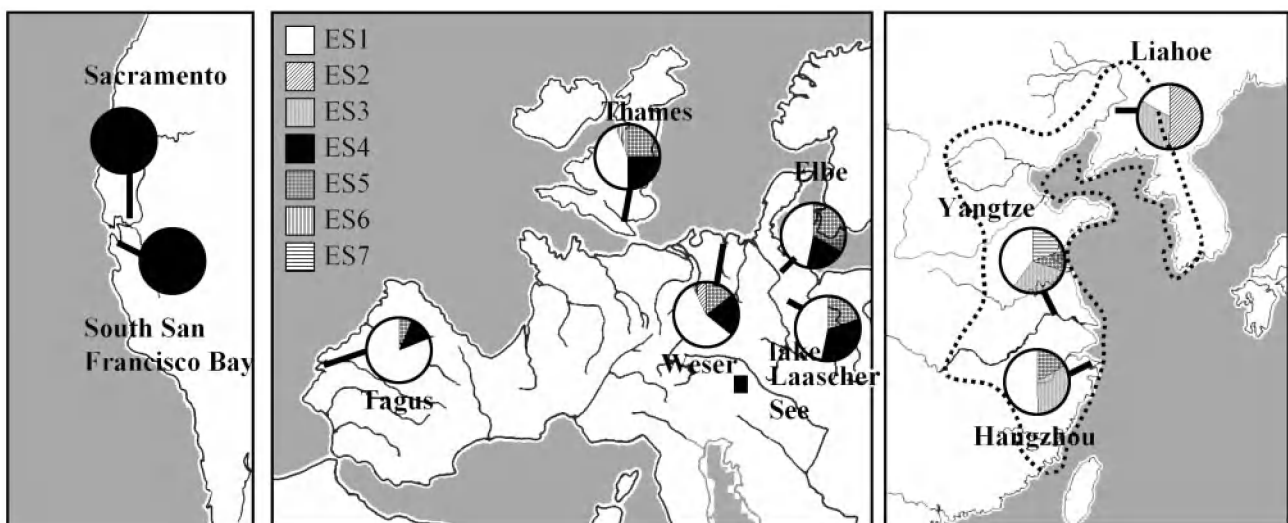 Sacramento
South San
Francisco Bay
ES1
ES2
ES3
ES4
ES5
ES6
ES7
Thames
Elbe
Tagus
Weser
lake
Laascher
See
Liahoe
Yangtze
Hangzhou